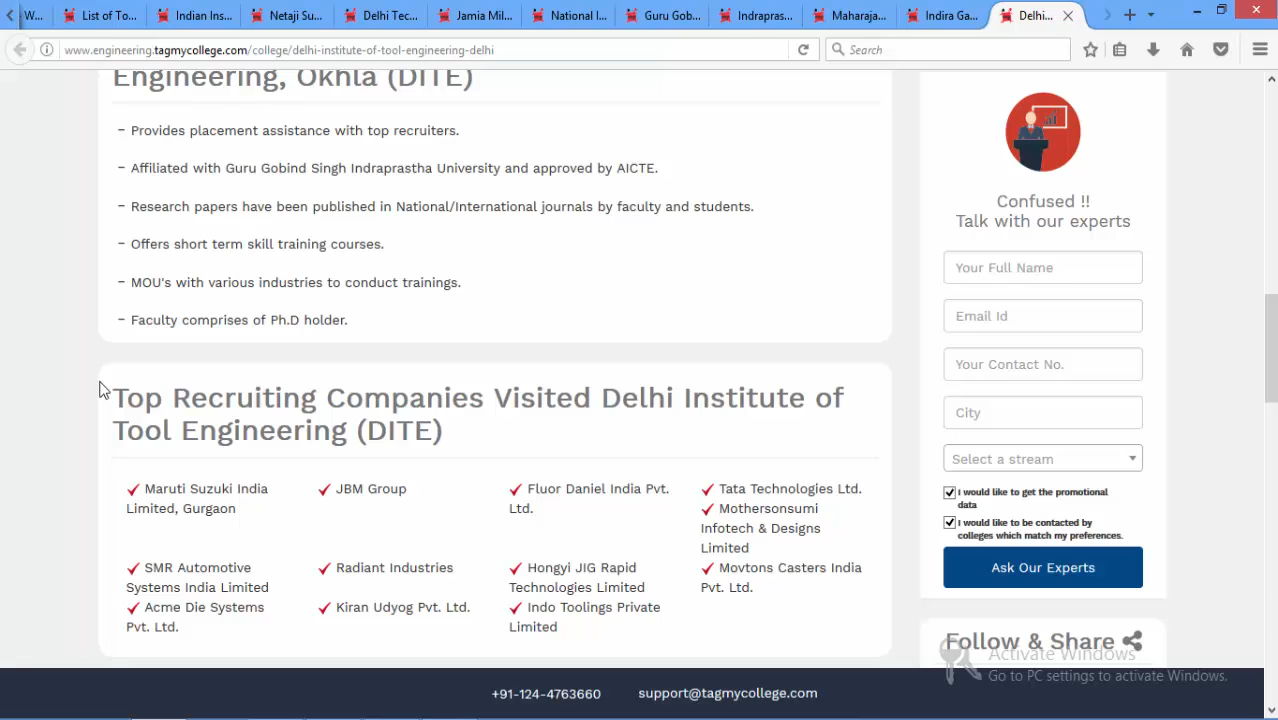 W...
List of To...
Indian Ins...
Netaji Su...
Delhi Tec...
Jamia Mil...
National I...
Guru Gob...
Indrapras...
Maharaja...
Indira Ga...
Delhi...
www.engineering.tagmycollege.com/college/delhi-institute-of-tool-engineering-delhi
Search
Engineering, Okhla (DITE)
- Provides placement assistance with top recruiters.
- Affiliated with Guru Gobind Singh Indraprastha University and approved by AICTE.
- Research papers have been published in National/International journals by faculty and students.
- Offers short term skill training courses.
- MOU's with various industries to conduct trainings.
- Faculty comprises of Ph.D holder.
Top Recruiting Companies Visited Delhi Institute of
Tool Engineering (DITE)
Maruti Suzuki India
Limited, Gurgaon
JBM Group
Fluor Daniel India Pvt.
Ltd.
Tata Technologies Ltd.
Mothersonsumi
Infotech & Designs
Limited
SMR Automotive
Systems India Limited
Radiant Industries
Hongyi JIG Rapid
Technologies Limited
Movtons Casters India
Pvt. Ltd.
Acme Die Systems
Pvt. Ltd.
Kiran Udyog Pvt. Ltd.
Indo Toolings Private
Limited
Confused !!
Talk with our experts
Your Full Name
Email Id
Your Contact No.
City
Select a stream
I would like to get the promotional
data
I would like to be contacted by
colleges which match my preferences.
Ask Our Experts
Follow & Share
Activate Windows
Go to PC settings to activate Windows.
+91-124-4763660
support@tagmycollege.com